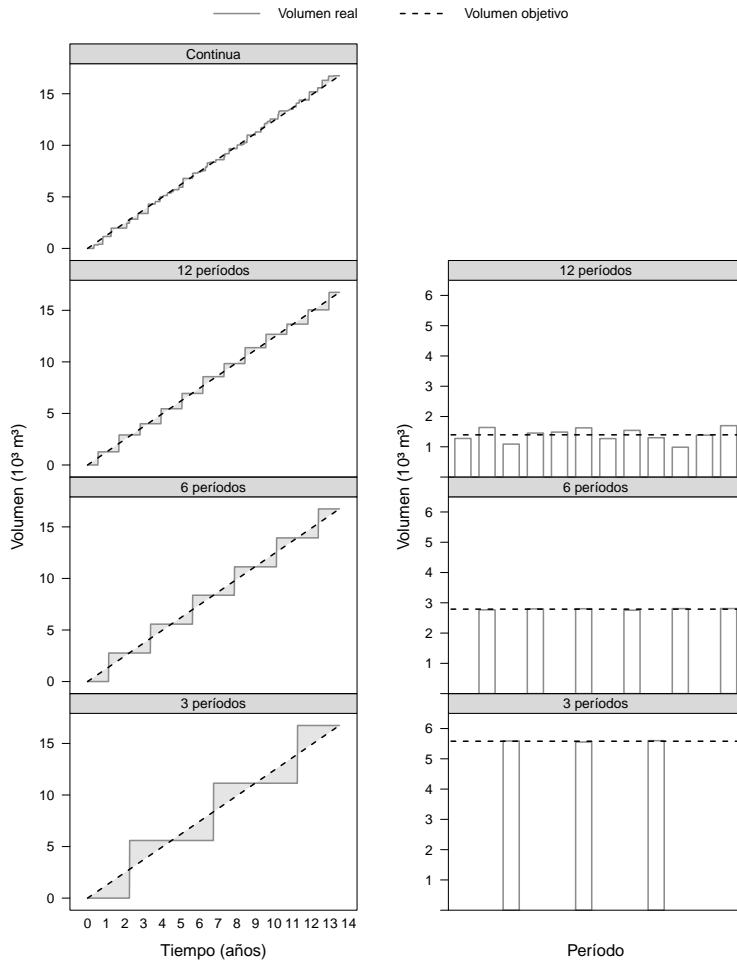 Volumen real
Volumen objetivo
Continua
15
10
5
0
12 períodos
15
10
5
0
6 períodos
15
10
5
0
3 períodos
15
10
5
0
0 1 2 3 4 5 6 7 8 9 10 11 12 13 14
Tiempo (años)
Volumen (10³ m³)
12 períodos
6
5
4
3
2
1
6 períodos
6
5
4
3
2
1
3 períodos
6
5
4
3
2
1
Período
Volumen (10³ m³)